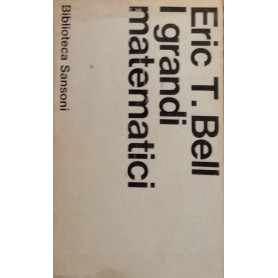 Eric T. Bell
I grandi
matematici
Biblioteca Sansoni